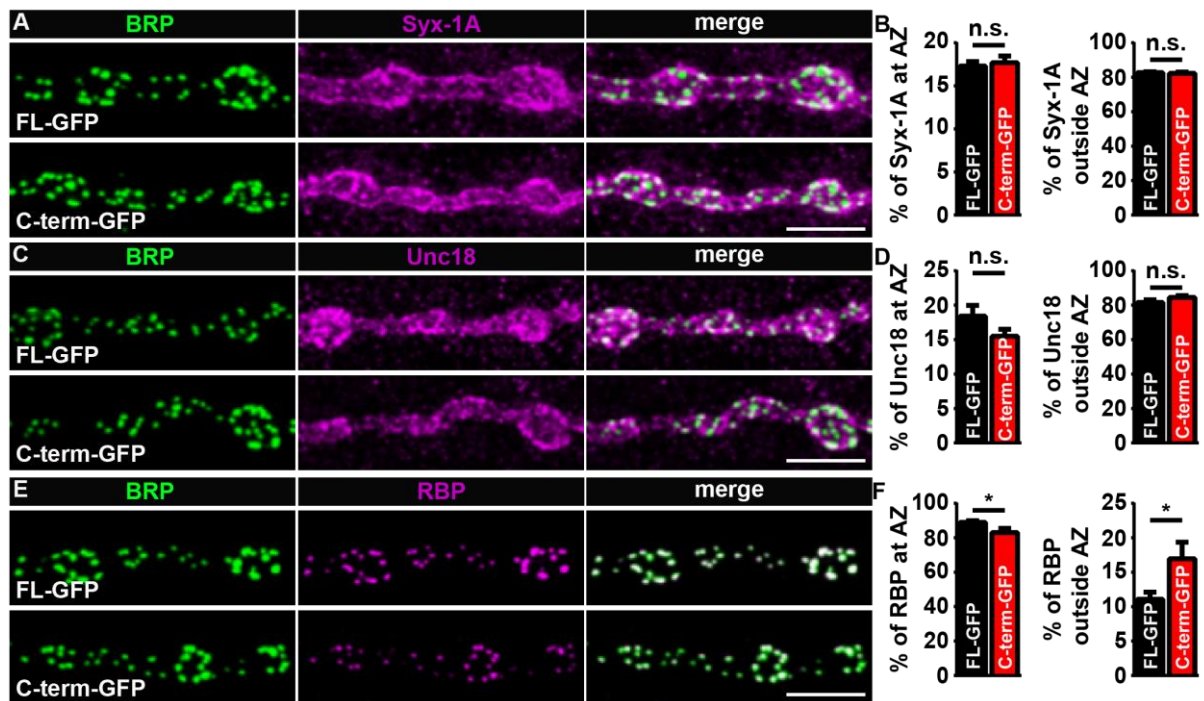 A BRP Syx-1A merge
FL-GFP
C-term-GFP
B
% of Syx-1A at AZ
20
15
10
5
0
n.s.
FL-GFP
C-term-GFP
% of Syx-1A
outside AZ
100
80
60
40
20
0
n.s.
FL-GFP
C-term-GFP
C BRP Unc18 merge
FL-GFP
C-term-GFP
D
% of Unc18 at AZ
25
20
15
10
5
0
n.s.
FL-GFP
C-term-GFP
% of Unc18
outside AZ
100
80
60
40
20
0
n.s.
FL-GFP
C-term-GFP
E BRP RBP merge
FL-GFP
C-term-GFP
F
% of RBP at AZ
100
80
60
40
20
0
*
FL-GFP
C-term-GFP
% of RBP
outside AZ
25
20
15
10
5
0
*
FL-GFP
C-term-GFP